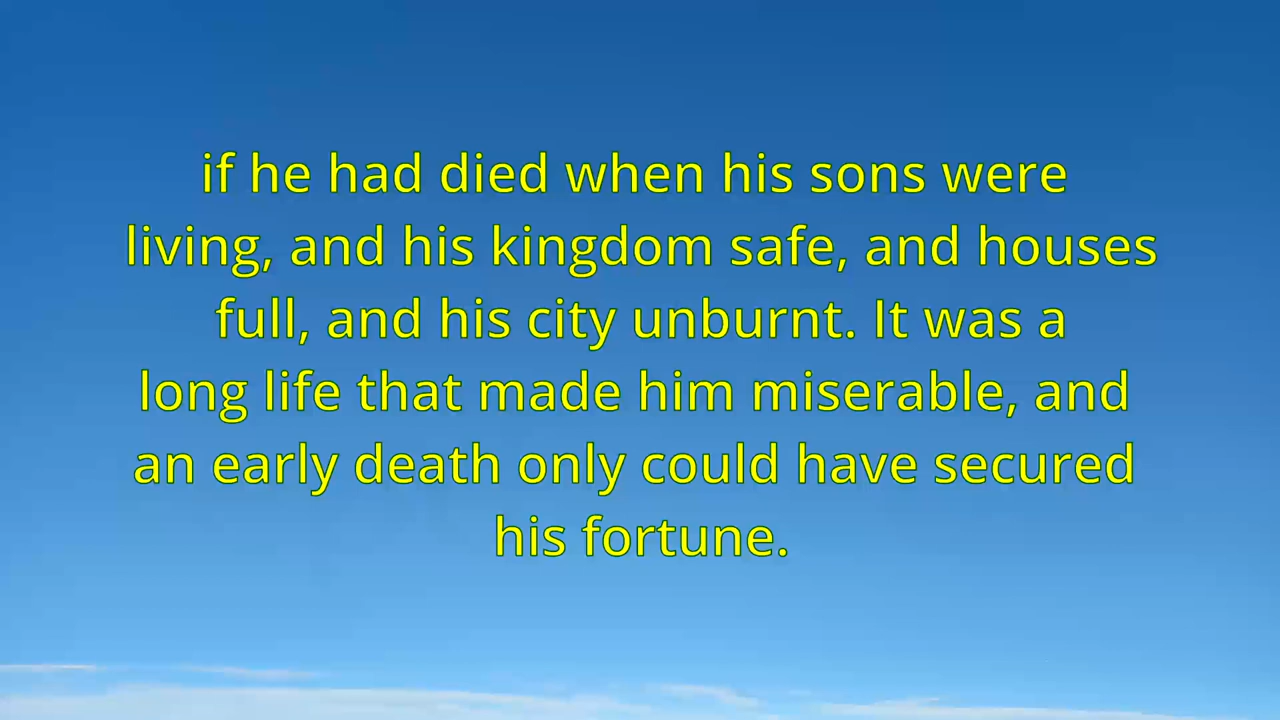 if he had died when his sons were
living, and his kingdom safe, and houses
full, and his city unburnt. It was a
long life that made him miserable, and
an early death only could have secured
his fortune.